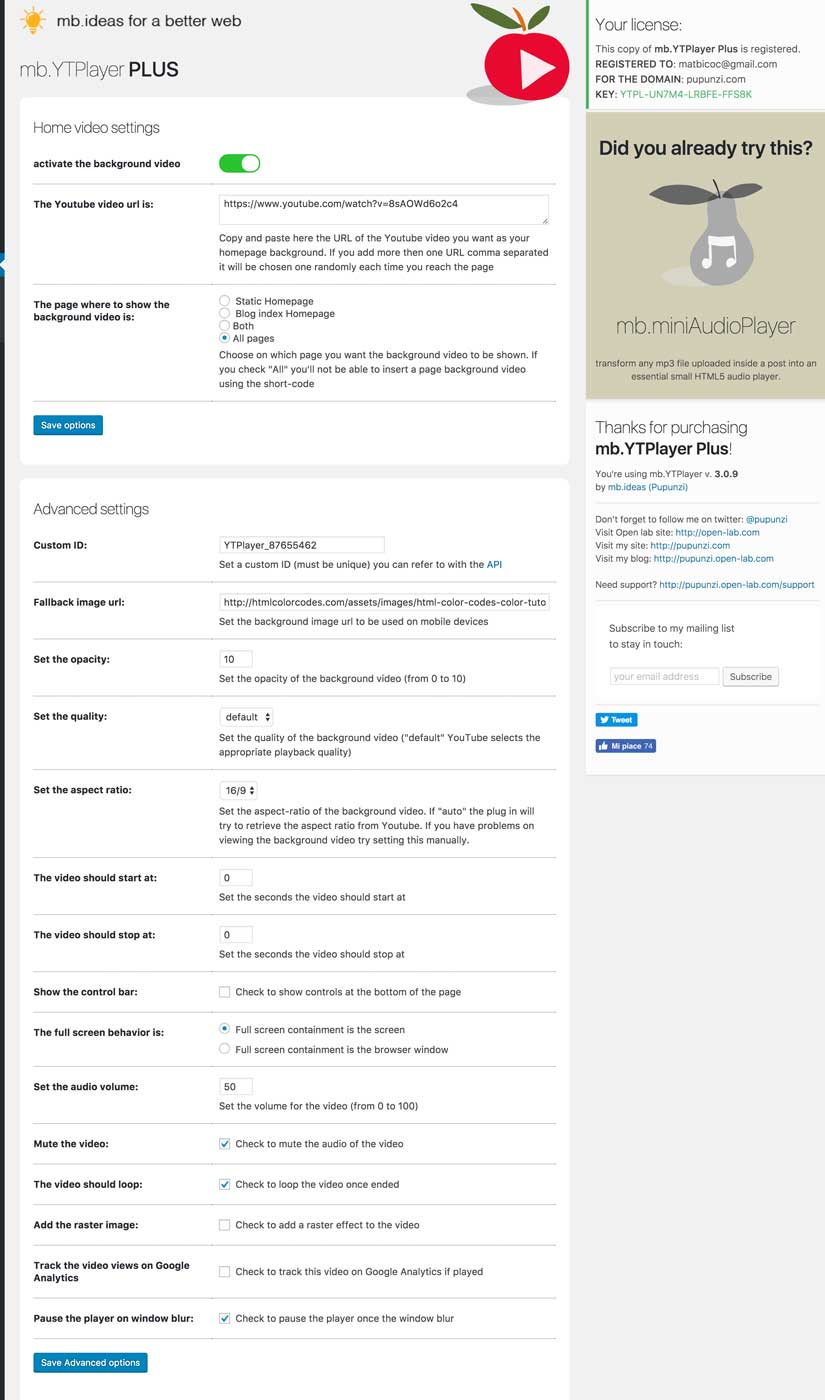 mb.ideas for a better web
mb.YTPlayer PLUS
Home video settings
activate the background video
The Youtube video url is:
https://www.youtube.com/watch?v=8sAOWd6o2c4
Copy and paste here the URL of the Youtube video you want as your
homepage background. If you add more then one URL comma separated
it will be chosen one randomly each time you reach the page
The page where to show the
background video is:
Static Homepage
Blog index Homepage
Both
All pages
Choose on which page you want the background video to be shown. If
you check "All" you'll not be able to insert a page background video
using the short-code
Save options
Advanced settings
Custom ID:
YTPlayer_87655462
Set a custom ID (must be unique) you can refer to with the API
Fallback image url:
http://htmlcolorcodes.com/assets/images/html-color-codes-color-tuto
Set the background image url to be used on mobile devices
Set the opacity:
10
Set the opacity of the background video (from 0 to 10)
Set the quality:
default
Set the quality of the background video ("default" YouTube selects the
appropriate playback quality)
Set the aspect ratio:
16/9
Set the aspect-ratio of the background video. If "auto" the plug in will
try to retrieve the aspect ratio from Youtube. If you have problems on
viewing the background video try setting this manually.
The video should start at:
0
Set the seconds the video should start at
The video should stop at:
0
Set the seconds the video should stop at
Show the control bar:
Check to show controls at the bottom of the page
The full screen behavior is:
Full screen containment is the screen
Full screen containment is the browser window
Set the audio volume:
50
Set the volume for the video (from 0 to 100)
Mute the video:
Check to mute the audio of the video
The video should loop:
Check to loop the video once ended
Add the raster image:
Check to add a raster effect to the video
Track the video views on Google
Analytics
Check to track this video on Google Analytics if played
Pause the player on window blur:
Check to pause the player once the window blur
Save Advanced options
Your license:
This copy of mb.YTPlayer Plus is registered.
REGISTERED TO: matbicoc@gmail.com
FOR THE DOMAIN: pupunzi.com
KEY: YTPL-UN7M4-LRBFE-FFS8K
Did you already try this?
mb.miniAudioPlayer
transform any mp3 file uploaded inside a post into an
essential small HTML5 audio player.
Thanks for purchasing
mb.YTPlayer Plus!
You're using mb.YTPlayer v. 3.0.9
by mb.ideas (Pupunzi)
Don't forget to follow me on twitter: @pupunzi
Visit Open lab site: http://open-lab.com
Visit my site: http://pupunzi.com
Visit my blog: http://pupunzi.open-lab.com
Need support? http://pupunzi.open-lab.com/support
Subscribe to my mailing list
to stay in touch:
your email address
Subscribe
Tweet
Mi piace 74